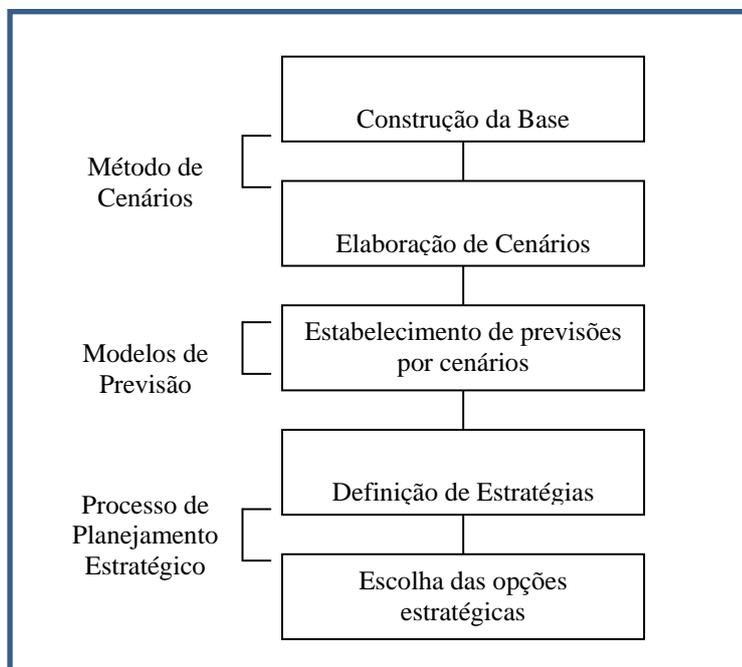 Construção da Base
Método de
Cenários
Elaboração de Cenários
Estabelecimento de previsões
por cenários
Modelos de
Previsão
Definição de Estratégias
Processo de
Planejamento
Estratégico
Escolha das opções
estratégicas